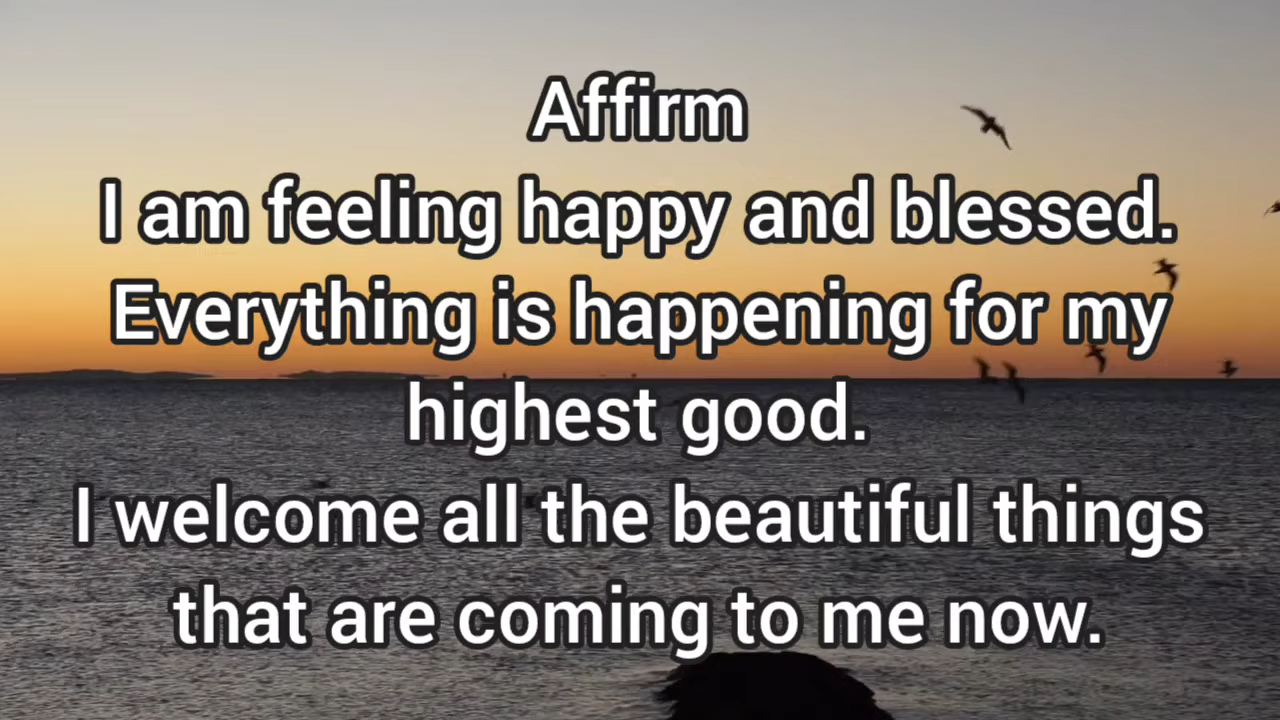 Affirm
I am feeling happy and blessed.
Everything is happening for my
highest good.
I welcome all the beautiful things
that are coming to me now.